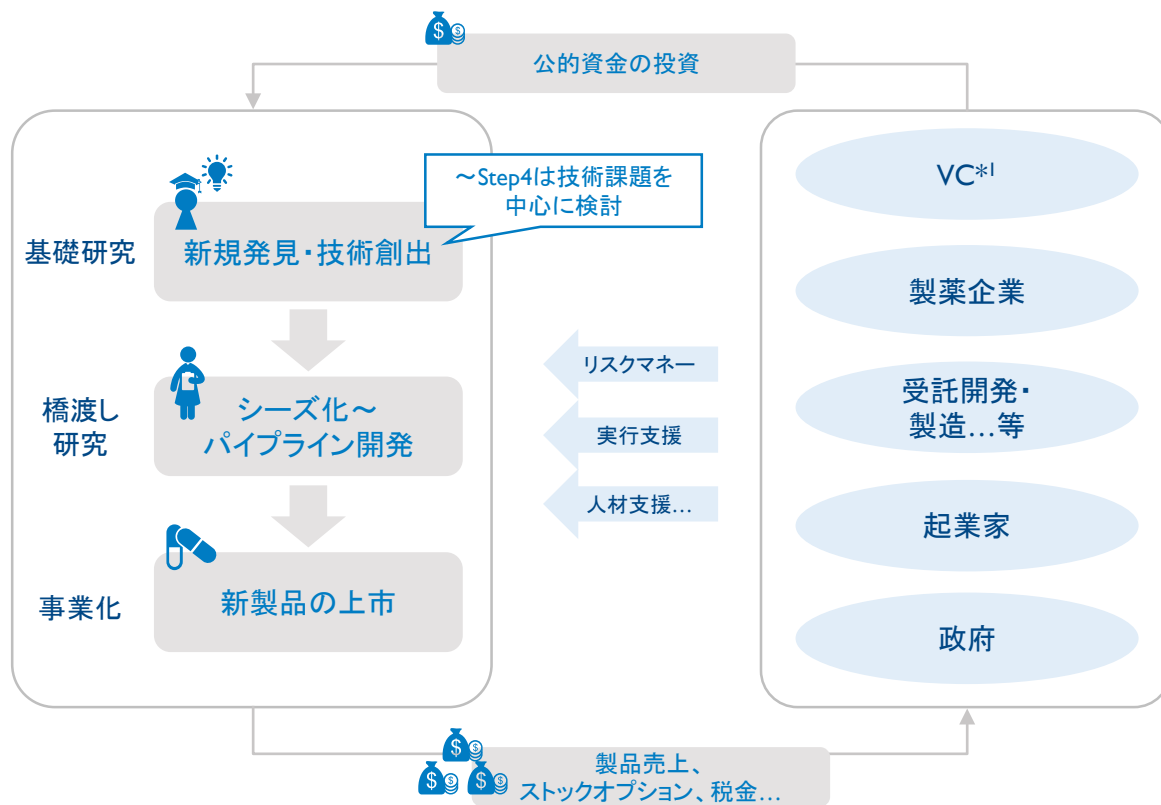 公的資金の投資
~Step4は技術課題を
中心に検討
基礎研究
新規発見・技術創出
橋渡し
研究
シーズ化~
パイプライン開発
事業化
新製品の上市
リスクマネー
実行支援
人材支援…
VC*1
製薬企業
受託開発・
製造…等
起業家
政府
製品売上、
ストックオプション、税金…